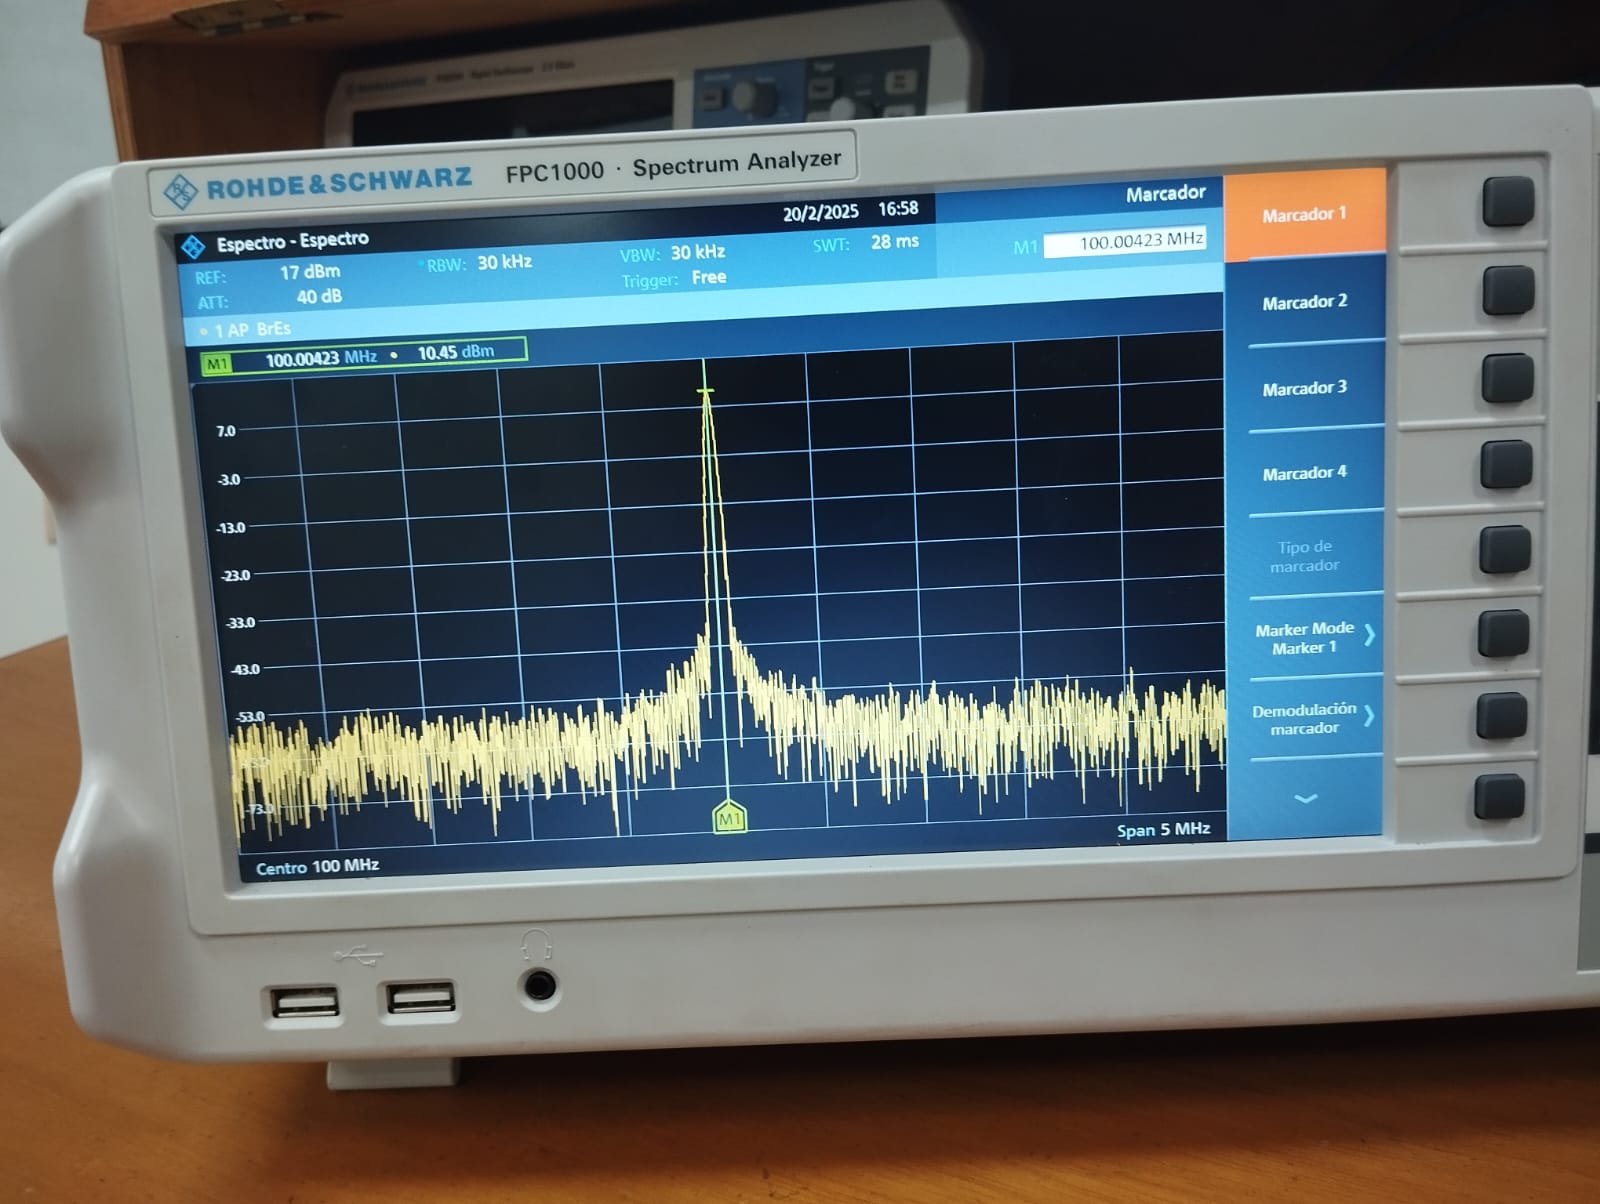 ROHDE&SCHWARZ FPC1000 · Spectrum Analyzer
Espectro - Espectro
20/2/2025 16:58
Marcador
REF: 17 dBm
RBW: 30 kHz
VBW: 30 kHz
SWT: 28 ms
M1 100.00423 MHz
ATT: 40 dB
Trigger: Free
1 AP BrEs
M1 100.00423 MHz • 10.45 dBm
7.0
-3.0
-13.0
-23.0
-33.0
-43.0
-53.0
-63.0
-73.0
M1
Centro 100 MHz
Span 5 MHz
Marcador 1
Marcador 2
Marcador 3
Marcador 4
Tipo de
marcador
Marker Mode
Marker 1
Demodulación
marcador